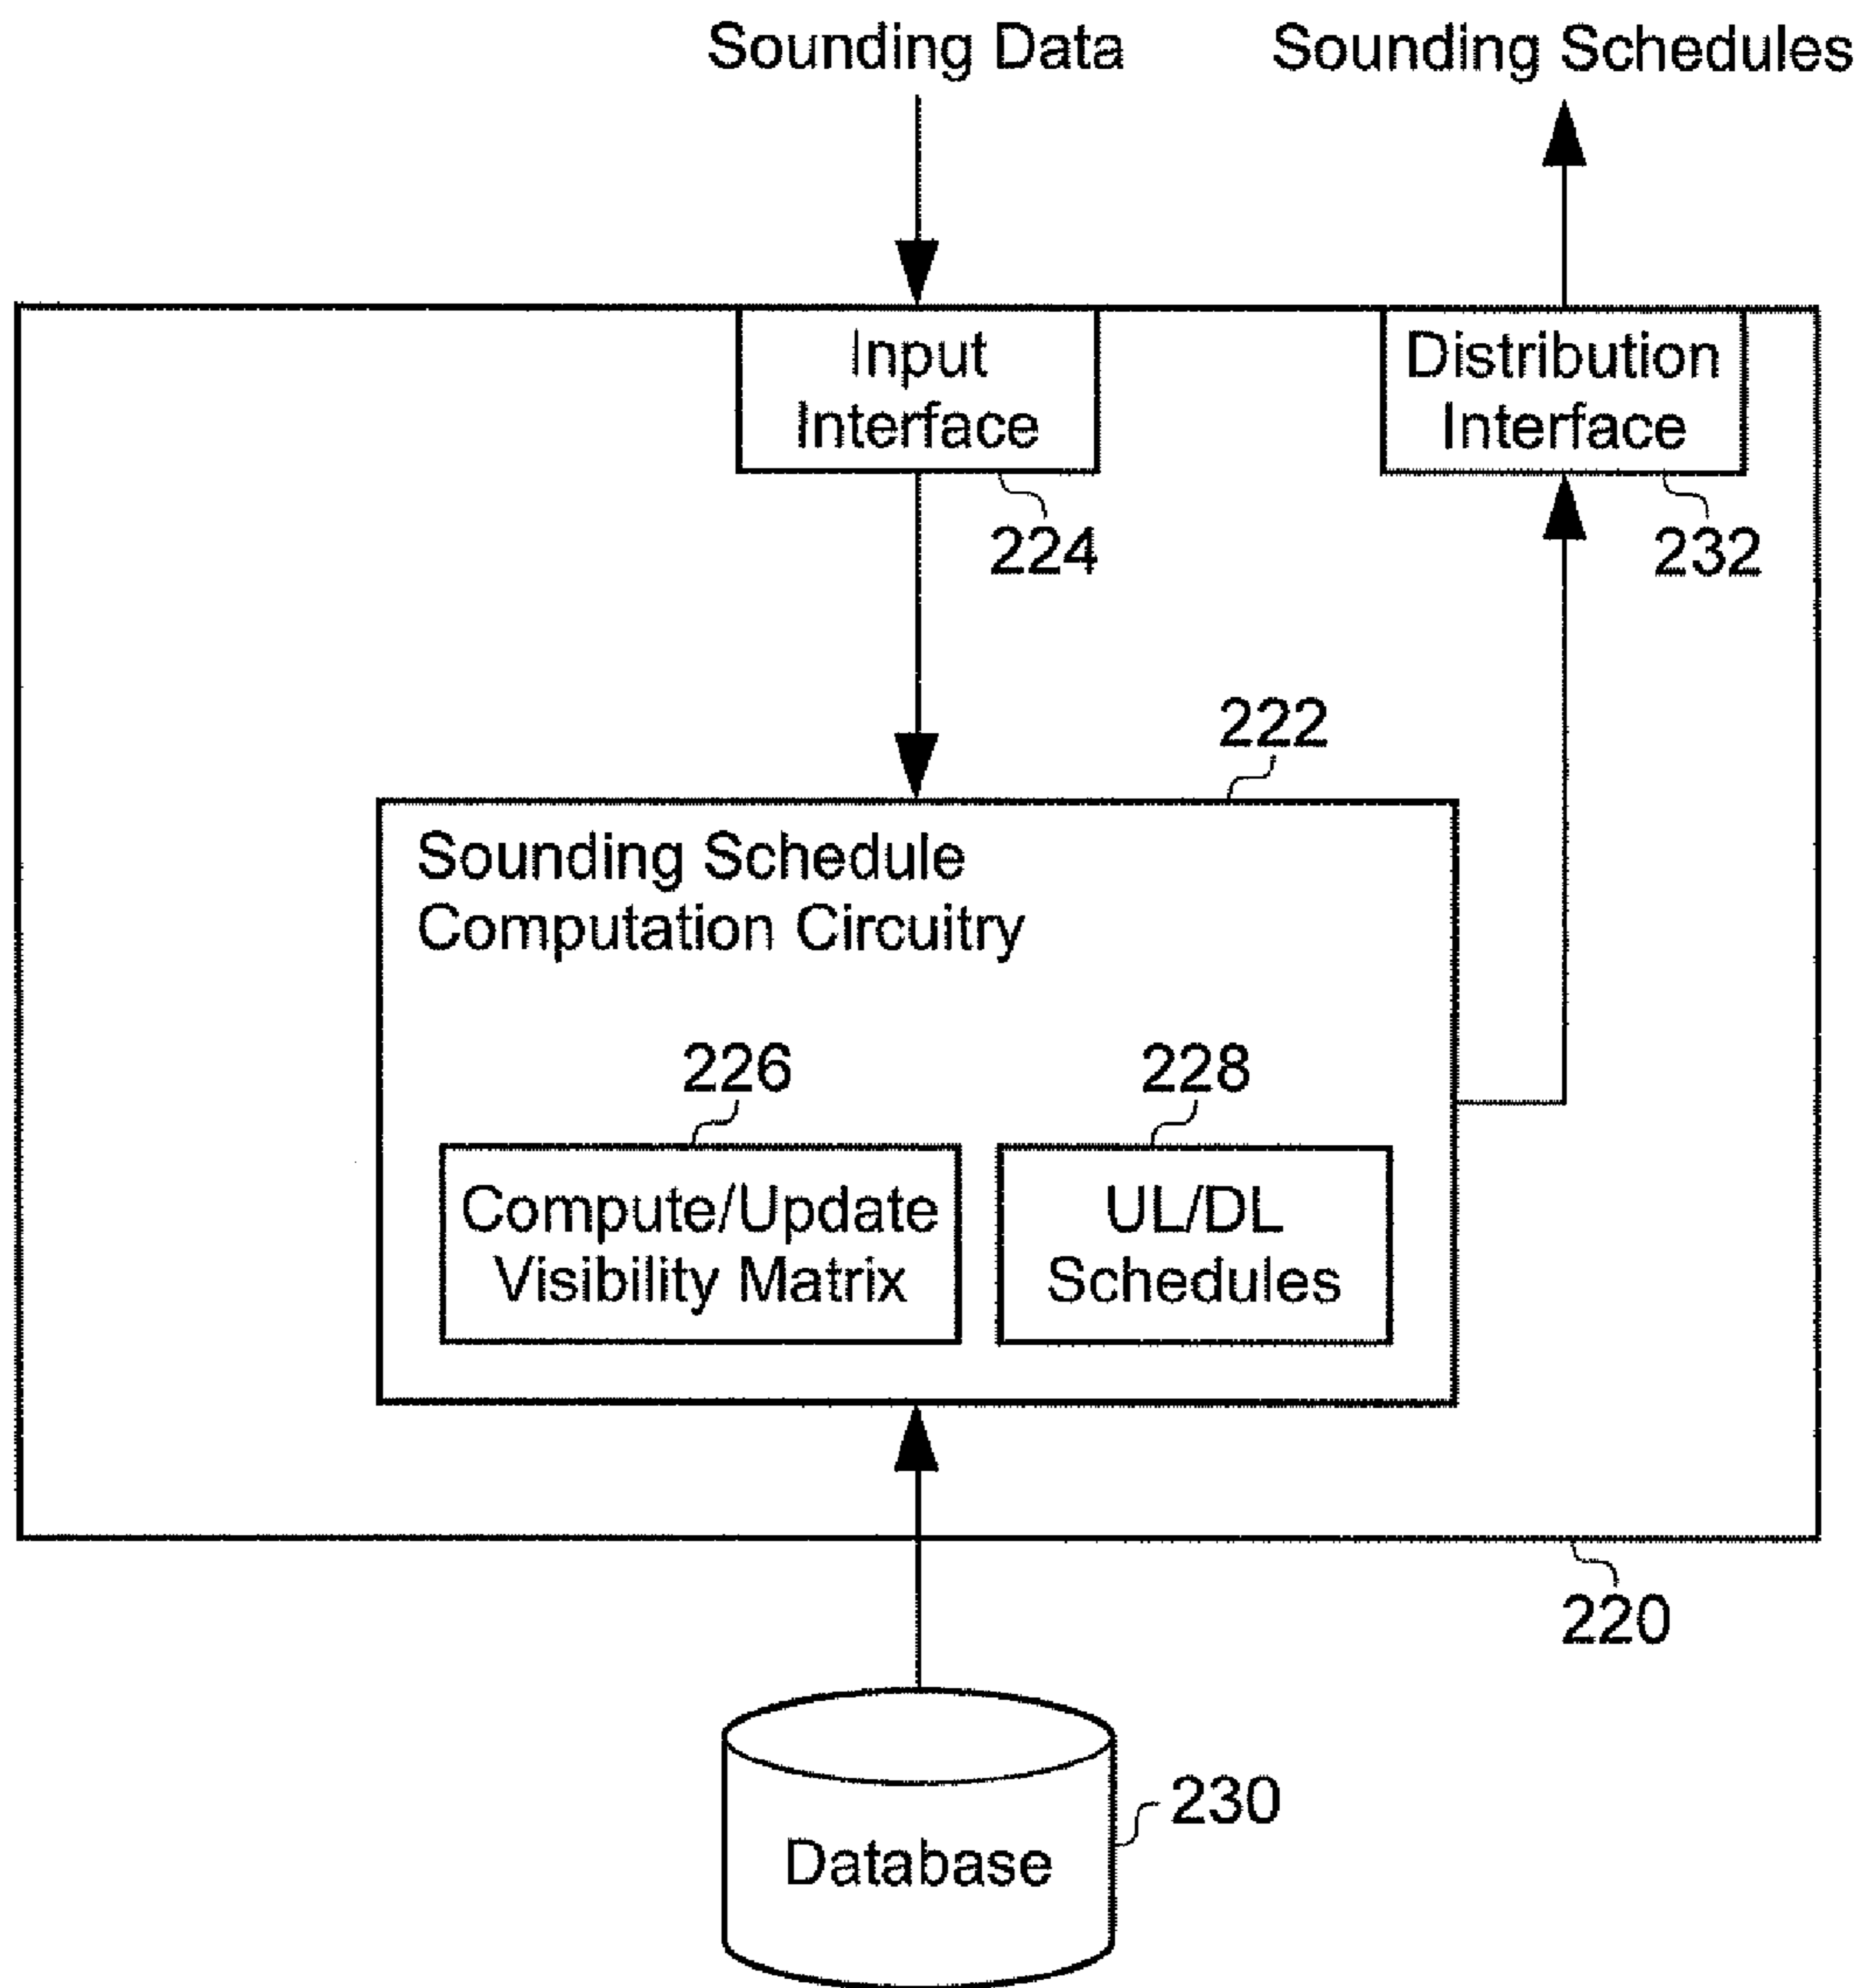 Sounding Data
Sounding Schedules
Input
Interface
Distribution
Interface
224
232
222
Sounding Schedule
Computation Circuitry
226
228
Compute/Update
Visibility Matrix
UL/DL
Schedules
220
230
Database